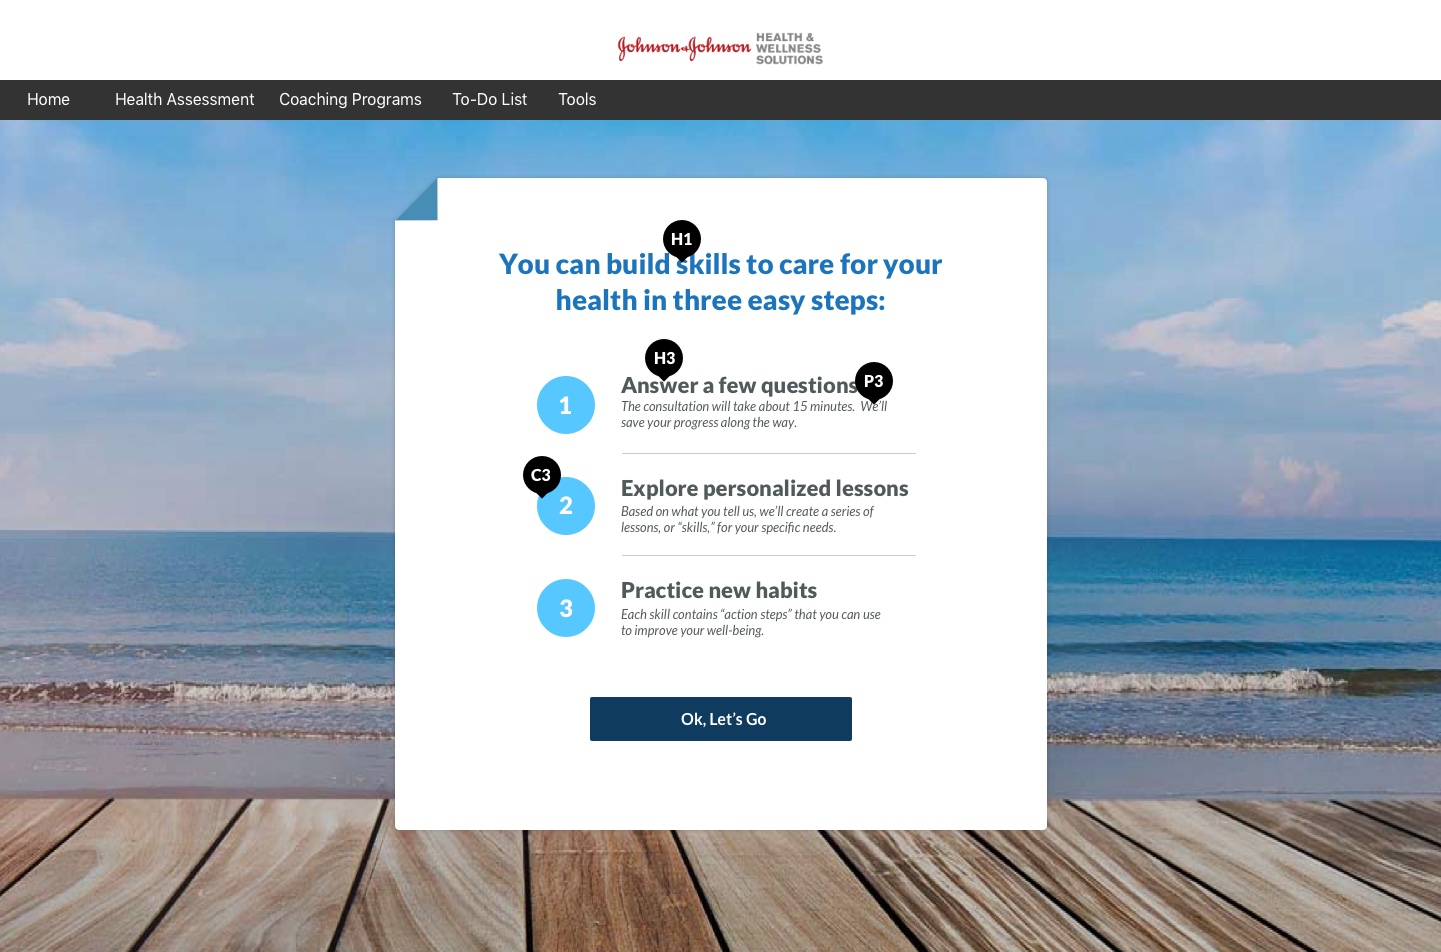 Johnson & Johnson
HEALTH &
WELLNESS
SOLUTIONS
Home Health Assessment Coaching Programs To-Do List Tools
H1
You can build skills to care for your
health in three easy steps:
H3
P3
1
Answer a few questions
The consultation will take about 15 minutes. We’ll
save your progress along the way.
C3
2
Explore personalized lessons
Based on what you tell us, we’ll create a series of
lessons, or “skills,” for your specific needs.
3
Practice new habits
Each skill contains “action steps” that you can use
to improve your well-being.
Ok, Let’s Go